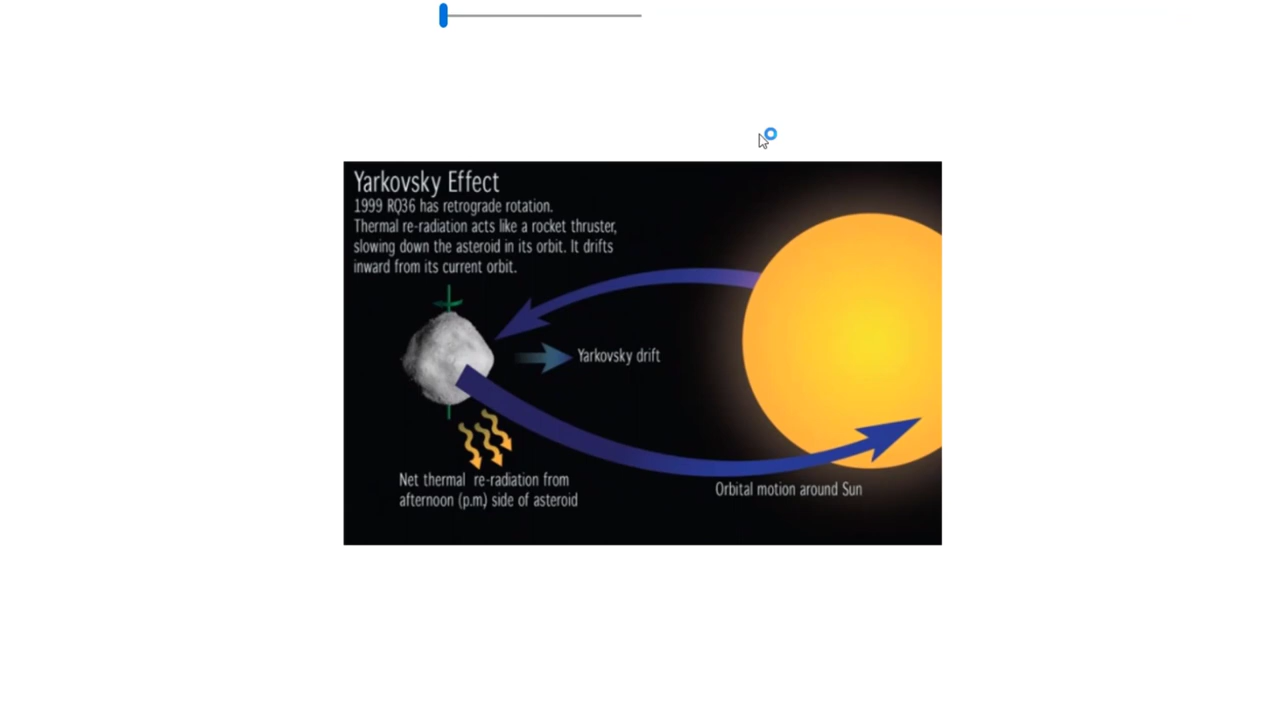 Yarkovsky Effect
1999 RQ36 has retrograde rotation.
Thermal re-radiation acts like a rocket thruster,
slowing down the asteroid in its orbit. It drifts
inward from its current orbit.
Yarkovsky drift
Net thermal re-radiation from
afternoon (p.m.) side of asteroid
Orbital motion around Sun